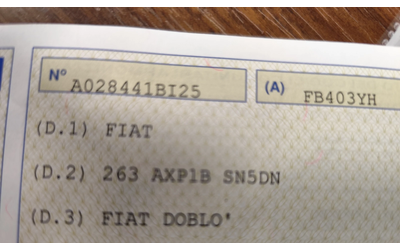 N° A028441BI25 (A) FB403YH
(D.1) FIAT
(D.2) 263 AXP1B SN5DN
(D.3) FIAT DOBLO'